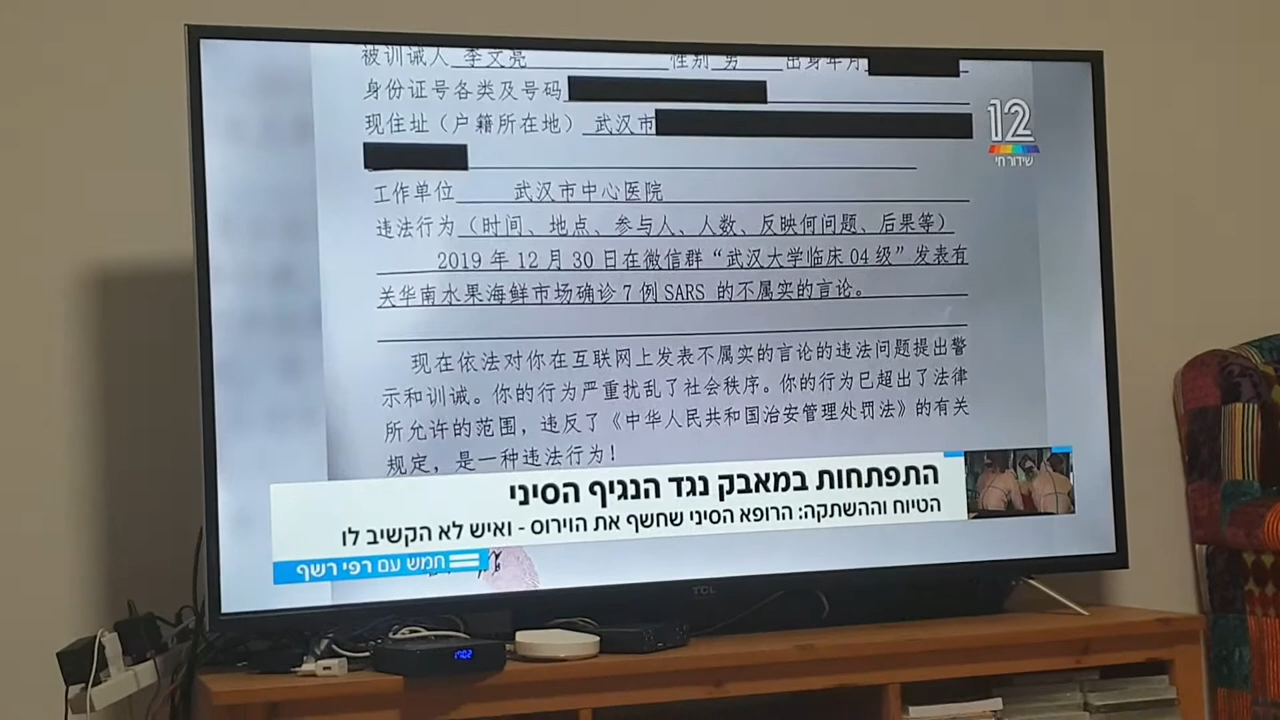 被训诫人 李文亮 性别 男 出身年月
身份证号各类及号码
现住址（户籍所在地） 武汉市
工作单位 武汉市中心医院
违法行为（时间、地点、参与人、人数、反映何问题、后果等）
2019 年 12 月 30 日在微信群“武汉大学临床 04 级”发表有
关华南水果海鲜市场确诊 7 例 SARS 的不属实的言论。
现在依法对你在互联网上发表不属实的言论的违法问题提出警
示和训诫。你的行为严重扰乱了社会秩序。你的行为已超出了法律
所允许的范围，违反了《中华人民共和国治安管理处罚法》的有关
规定，是一种违法行为！
12
שידור חי
התפתחות במאבק נגד הנגיף הסיני
הטיוח וההשתקה: הרופא הסיני שחשף את הוירוס - ואיש לא הקשיב לו
חמש עם רפי רשף
TCL
17:02